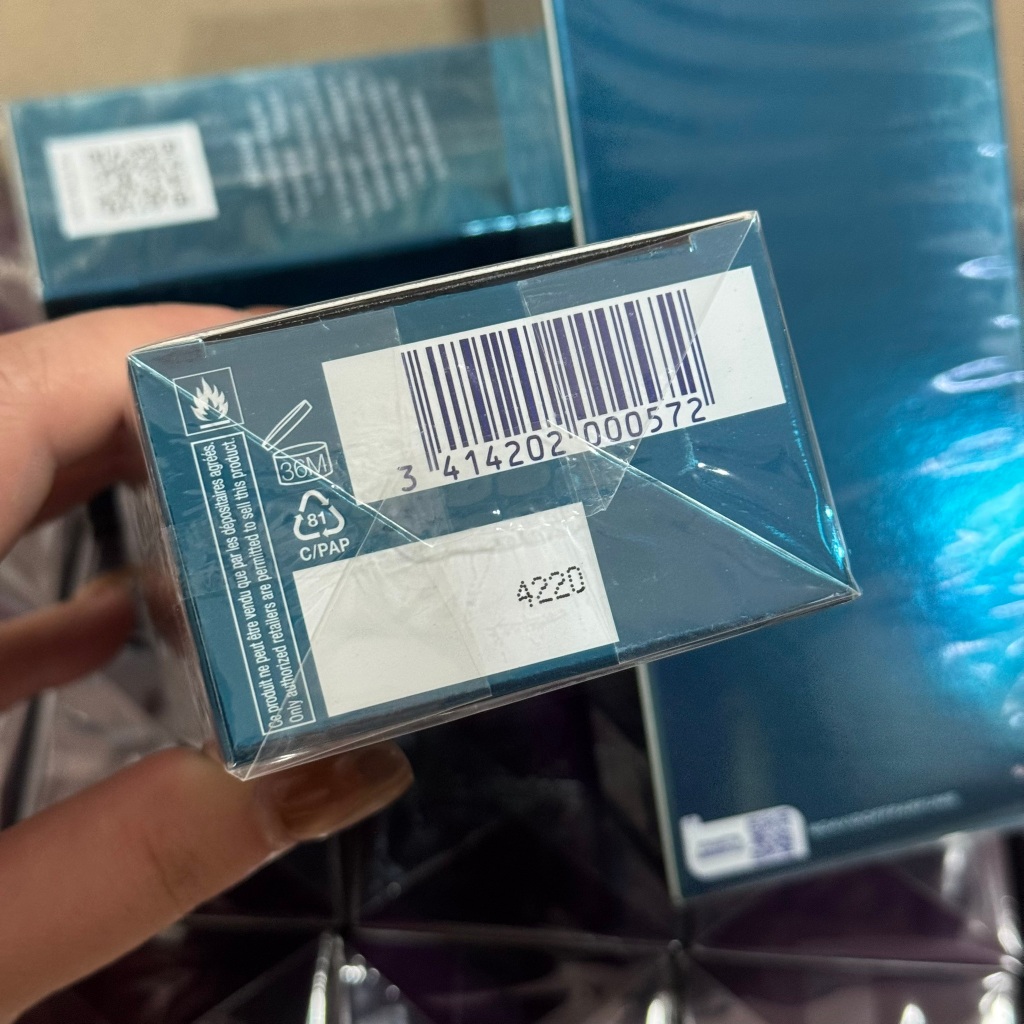 3 414202 000572
36M
81
C/PAP
4220
Ce produit ne peut être vendu que par les dépositaires agréés.
Only authorized retailers are permitted to sell this product.